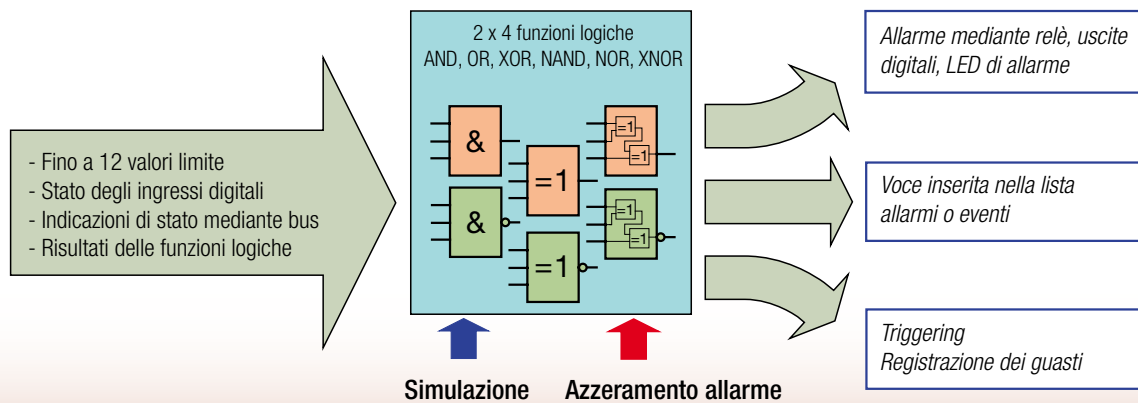 - Fino a 12 valori limite
- Stato degli ingressi digitali
- Indicazioni di stato mediante bus
- Risultati delle funzioni logiche
2 x 4 funzioni logiche
AND, OR, XOR, NAND, NOR, XNOR
&
=1
=1
=1
&
=1
=1
=1
Simulazione
Azzeramento allarme
Allarme mediante relè, uscite
digitali, LED di allarme
Voce inserita nella lista
allarmi o eventi
Triggering
Registrazione dei guasti